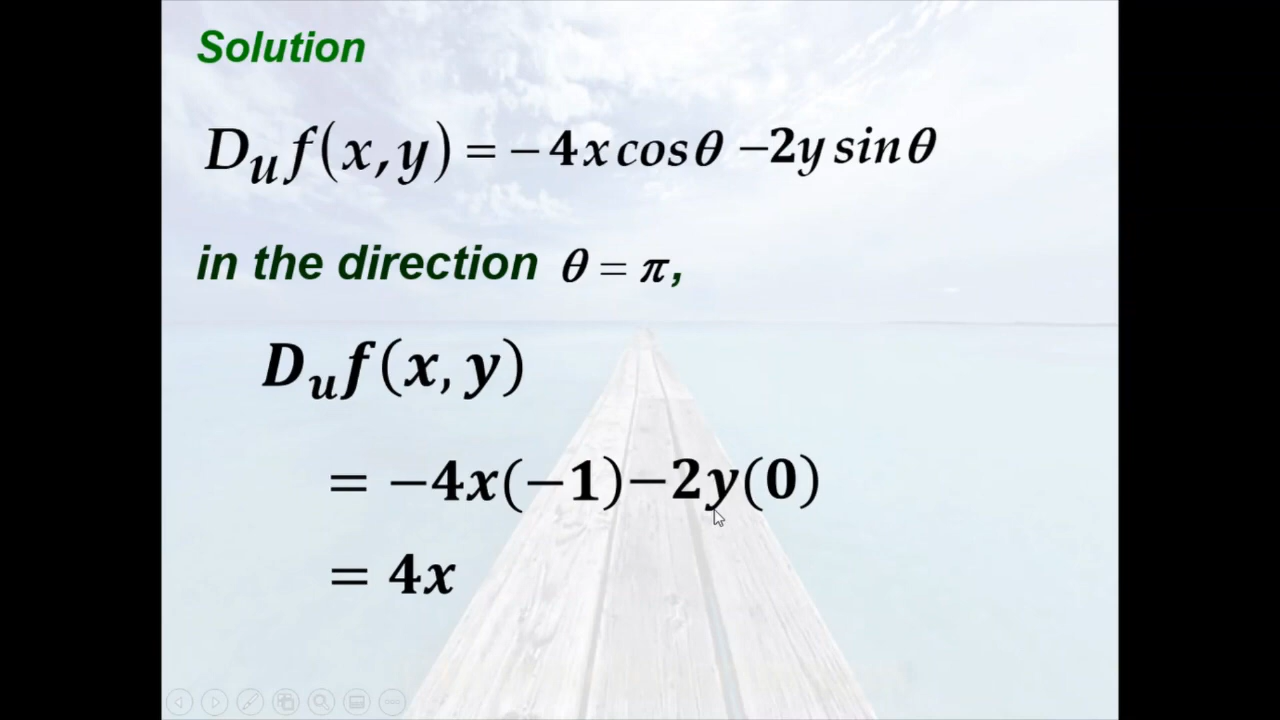 Solution
D_u f(x,y) = −4x cosθ −2y sinθ
in the direction θ = π,
D_u f(x, y)
= −4x(−1)−2y(0)
= 4x